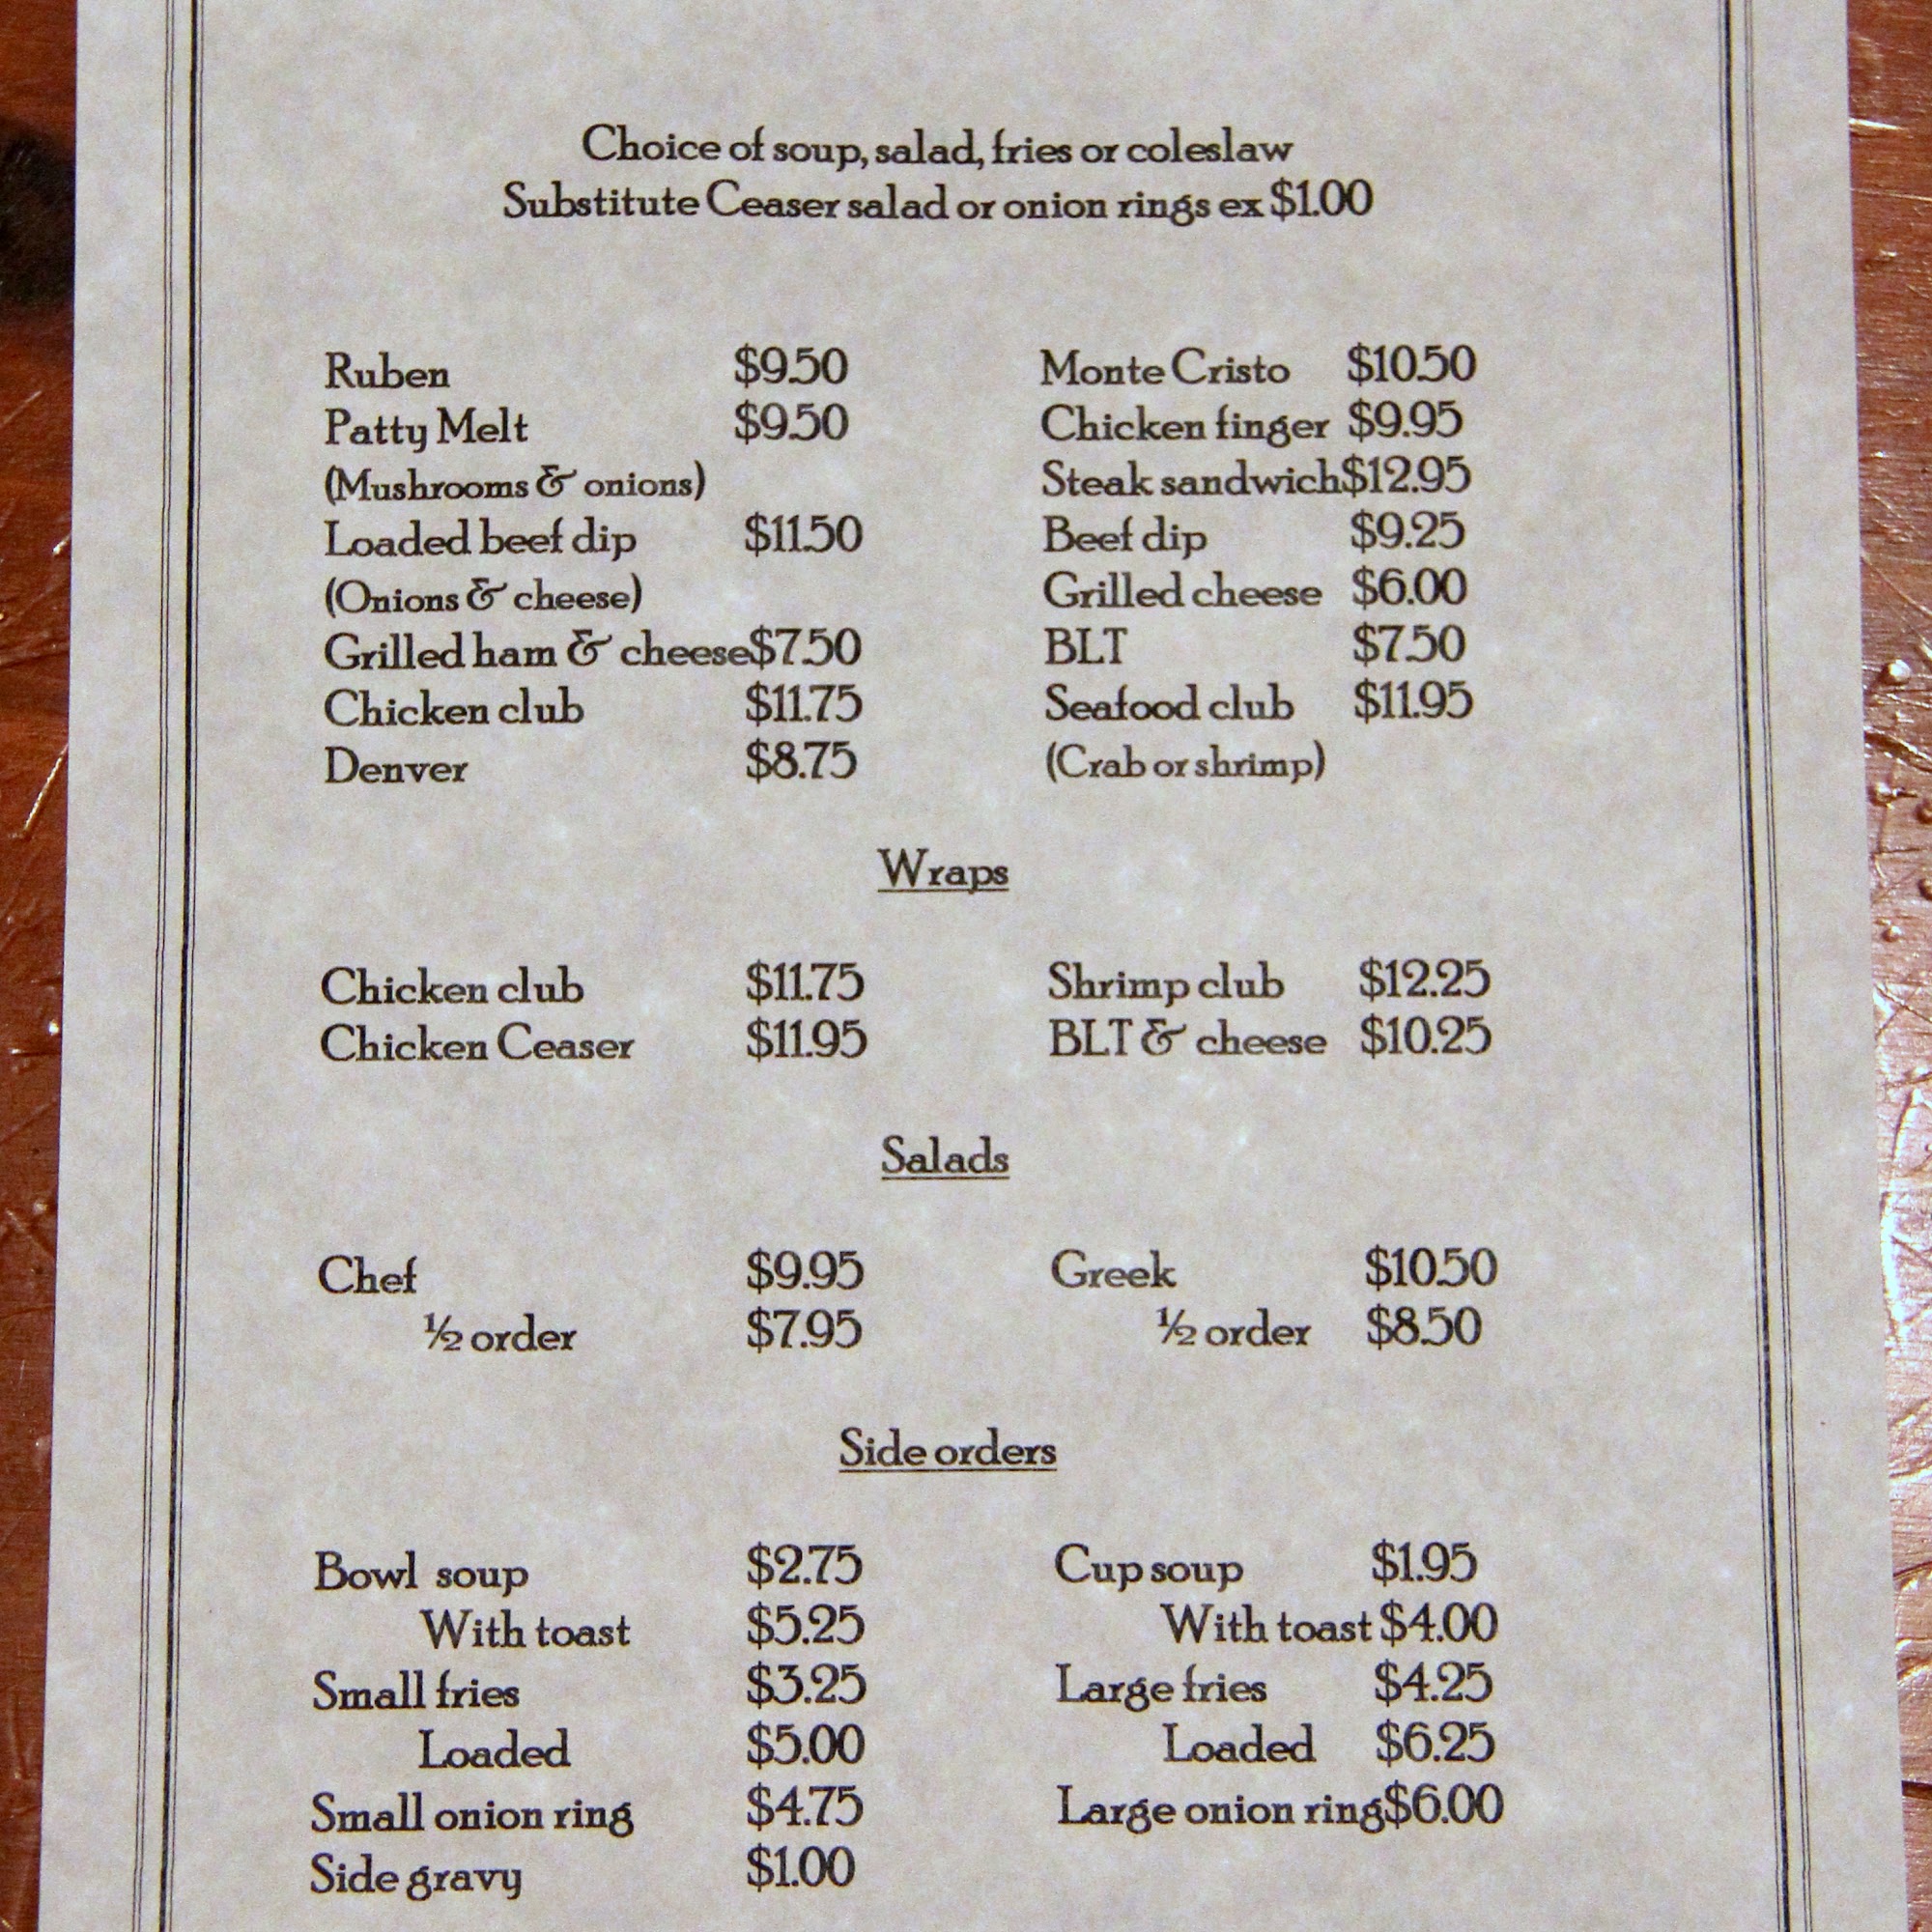 Choice of soup, salad, fries or coleslaw
Substitute Ceaser salad or onion rings ex $1.00
Ruben $9.50 Monte Cristo $10.50
Patty Melt $9.50 Chicken finger $9.95
(Mushrooms & onions) Steak sandwich$12.95
Loaded beef dip $11.50 Beef dip $9.25
(Onions & cheese) Grilled cheese $6.00
Grilled ham & cheese$7.50 BLT $7.50
Chicken club $11.75 Seafood club $11.95
Denver $8.75 (Crab or shrimp)
Wraps
Chicken club $11.75 Shrimp club $12.25
Chicken Ceaser $11.95 BLT & cheese $10.25
Salads
Chef $9.95 Greek $10.50
½ order $7.95 ½ order $8.50
Side orders
Bowl soup $2.75 Cup soup $1.95
With toast $5.25 With toast $4.00
Small fries $3.25 Large fries $4.25
Loaded $5.00 Loaded $6.25
Small onion ring $4.75 Large onion ring$6.00
Side gravy $1.00